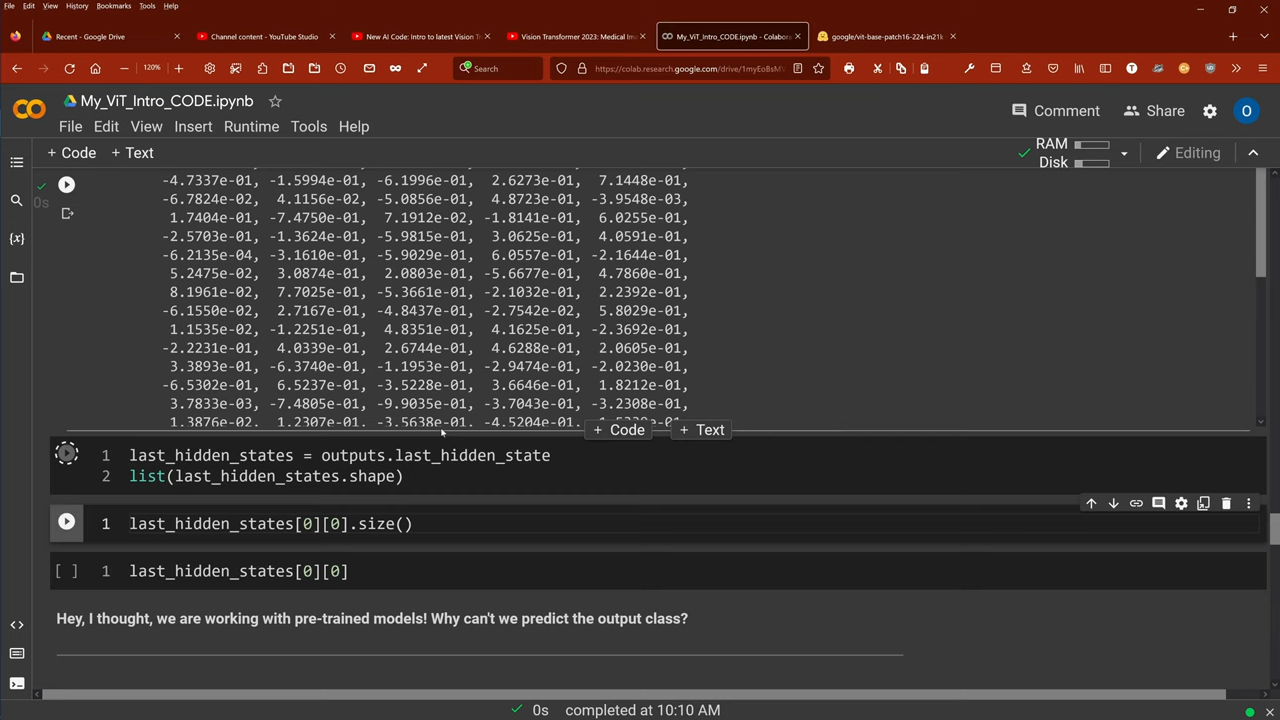 File Edit View History Bookmarks Tools Help
Recent - Google Drive
Channel content - YouTube Studio
New AI Code: Intro to latest Vision T
Vision Transformer 2023: Medical Im
My_ViT_Intro_CODE.ipynb - Colabora
google/vit-base-patch16-224-in21k
120% Search https://colab.research.google.com/drive/1myEoBsM
My_ViT_Intro_CODE.ipynb
Comment Share O
File Edit View Insert Runtime Tools Help
+ Code + Text RAM Disk Editing
-4.7337e-01, -1.5994e-01, -6.1996e-01, 2.6273e-01, 7.1448e-01,
-6.7824e-02, 4.1156e-02, -5.0856e-01, 4.8723e-01, -3.9548e-03,
1.7404e-01, -7.4750e-01, 7.1912e-02, -1.8141e-01, 6.0255e-01,
-2.5703e-01, -1.3624e-01, -5.9815e-01, 3.0625e-01, 4.0591e-01,
-6.2135e-04, -3.1610e-01, -5.9029e-01, 6.0557e-01, -2.1644e-01,
5.2475e-02, 3.0874e-01, 2.0803e-01, -5.6677e-01, 4.7860e-01,
8.1961e-02, 7.7025e-01, -5.3661e-01, -2.1032e-01, 2.2392e-01,
-6.1550e-02, 2.7167e-01, -4.8437e-01, -2.7542e-02, 5.8029e-01,
1.1535e-02, -1.2251e-01, 4.8351e-01, 4.1625e-01, -2.3692e-01,
-2.2231e-01, 4.0339e-01, 2.6744e-01, 4.6288e-01, 2.0605e-01,
3.3893e-01, -6.3740e-01, -1.1953e-01, -2.9474e-01, -2.0230e-01,
-6.5302e-01, 6.5237e-01, -3.5228e-01, 3.6646e-01, 1.8212e-01,
3.7833e-03, -7.4805e-01, -9.9035e-01, -3.7043e-01, -3.2308e-01,
1.3876e-02, 1.2307e-01, -3.5638e-01, -4.5204e-01,
0s
+ Code + Text
1 last_hidden_states = outputs.last_hidden_state
2 list(last_hidden_states.shape)
1 last_hidden_states[0][0].size()
[ ] 1 last_hidden_states[0][0]
Hey, I thought, we are working with pre-trained models! Why can't we predict the output class?
0s completed at 10:10 AM